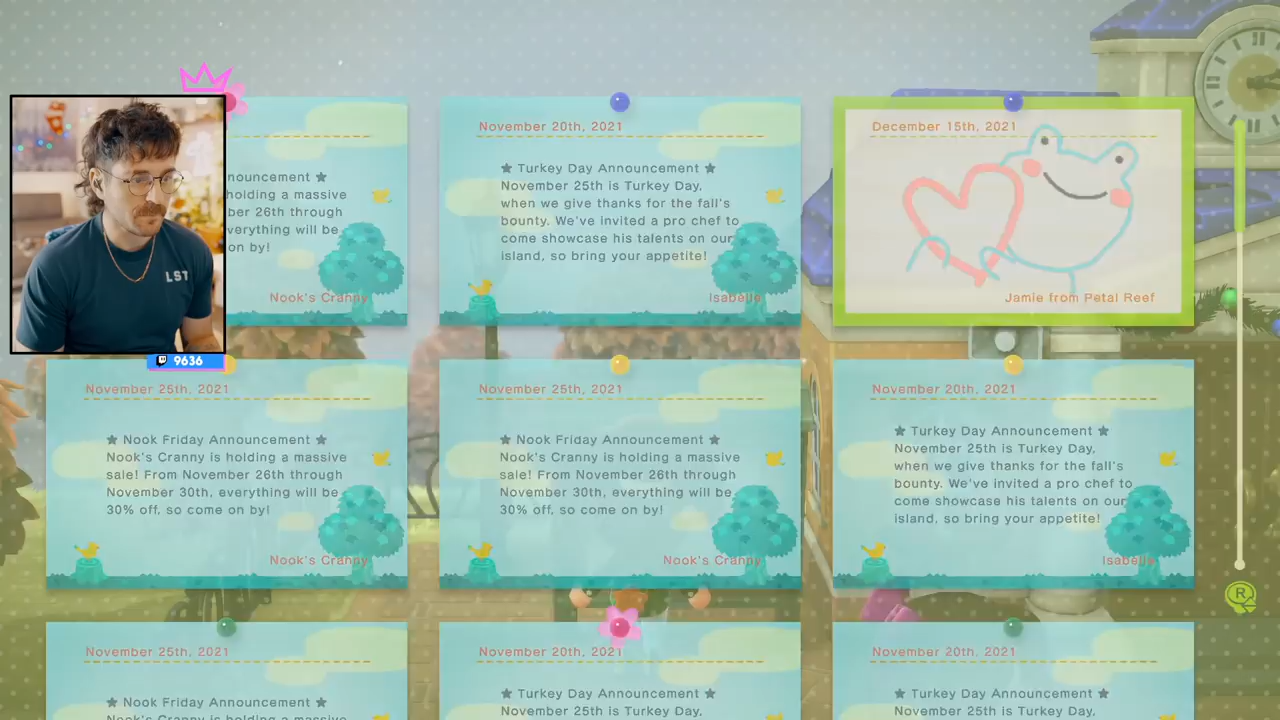 nnouncement ★
holding a massive
ber 26th through
verything will be
on by!
Nook's Cranny
November 20th, 2021
★ Turkey Day Announcement ★
November 25th is Turkey Day,
when we give thanks for the fall's
bounty. We've invited a pro chef to
come showcase his talents on our
island, so bring your appetite!
Isabelle
December 15th, 2021
Jamie from Petal Reef
LST
9636
November 25th, 2021
★ Nook Friday Announcement ★
Nook's Cranny is holding a massive
sale! From November 26th through
November 30th, everything will be
30% off, so come on by!
Nook's Cranny
November 25th, 2021
★ Nook Friday Announcement ★
Nook's Cranny is holding a massive
sale! From November 26th through
November 30th, everything will be
30% off, so come on by!
Nook's Cranny
November 20th, 2021
★ Turkey Day Announcement ★
November 25th is Turkey Day,
when we give thanks for the fall's
bounty. We've invited a pro chef to
come showcase his talents on our
island, so bring your appetite!
Isabelle
R
November 25th, 2021
★ Nook Friday Announcement ★
Nook's Cranny is holding a massive
November 20th, 2021
★ Turkey Day Announcement ★
November 25th is Turkey Day,
November 20th, 2021
★ Turkey Day Announcement ★
November 25th is Turkey Day,